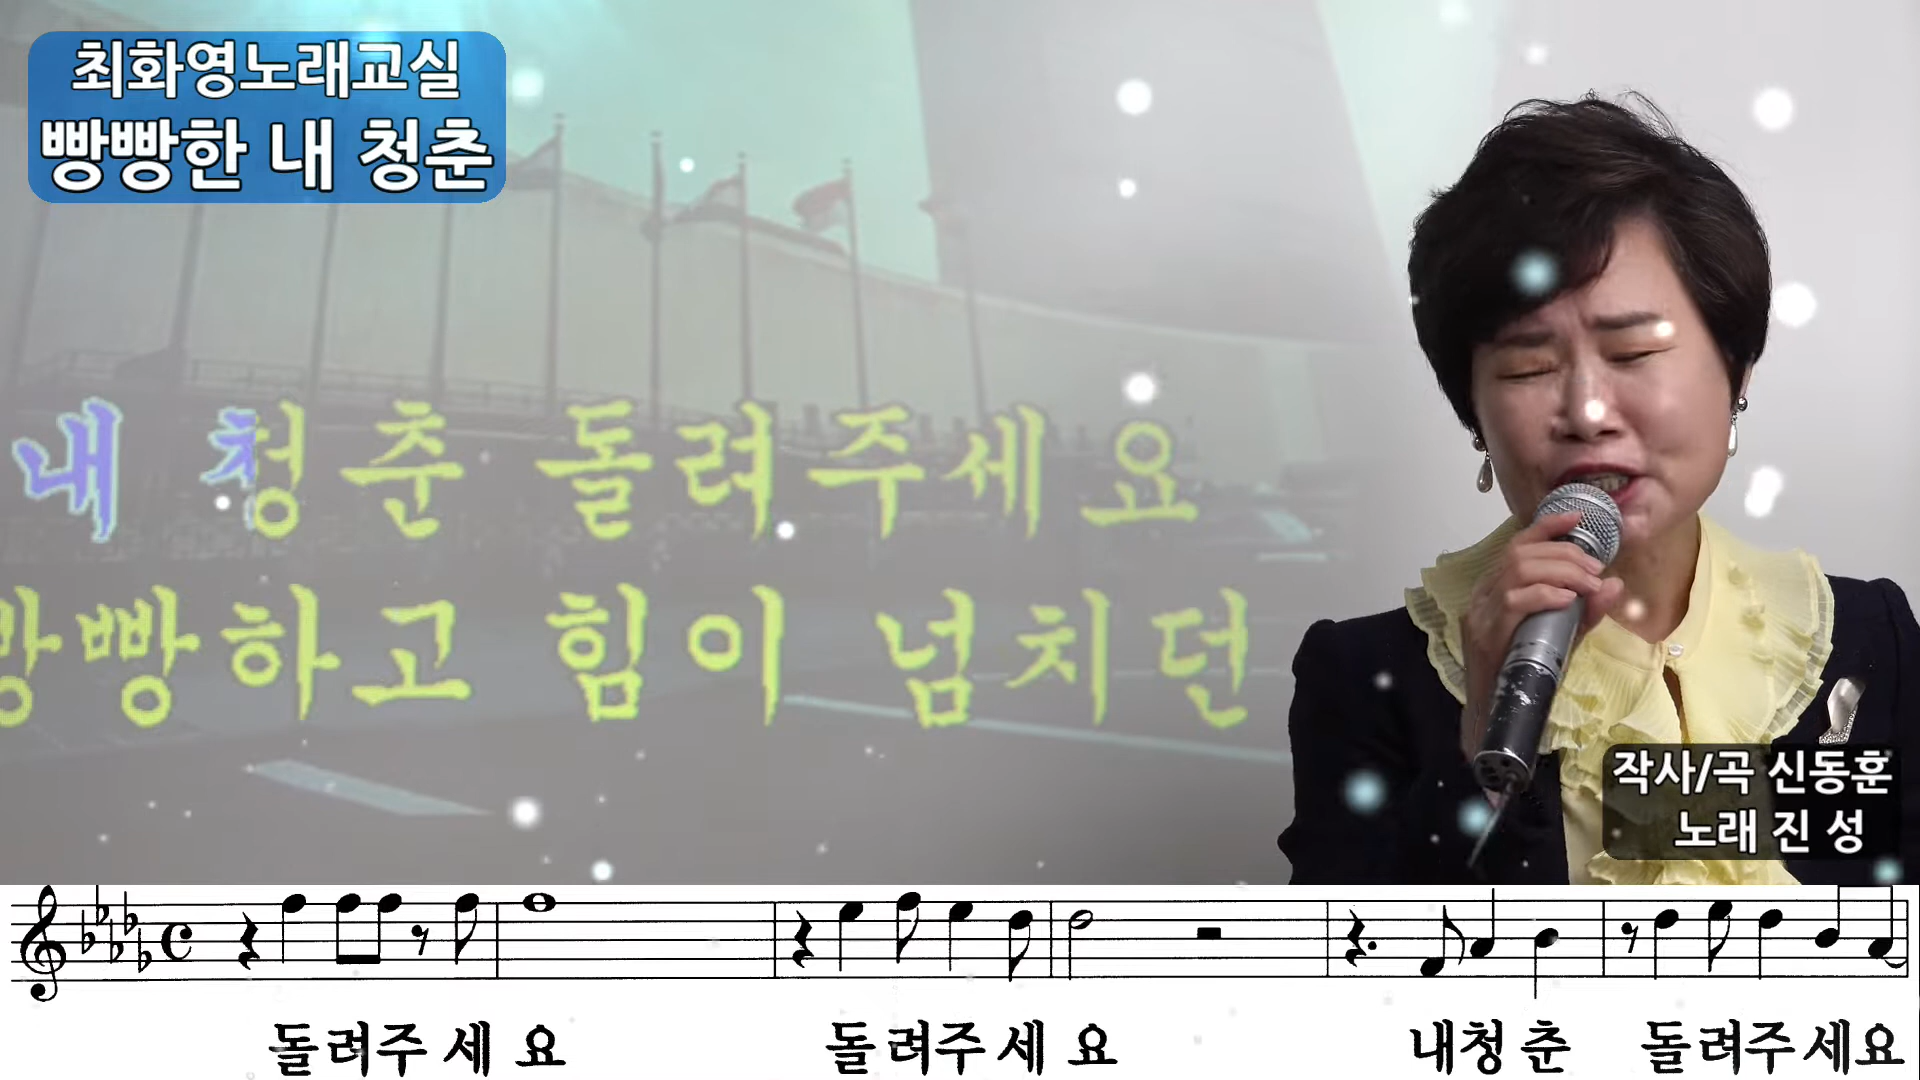 최화영노래교실
빵빵한 내 청춘
내 청춘 돌려주세요
빵빵하고 힘이 넘치던
작사/곡 신동훈
노래 진 성
돌려주 세 요 돌려주 세 요 내청 춘 돌려주세요